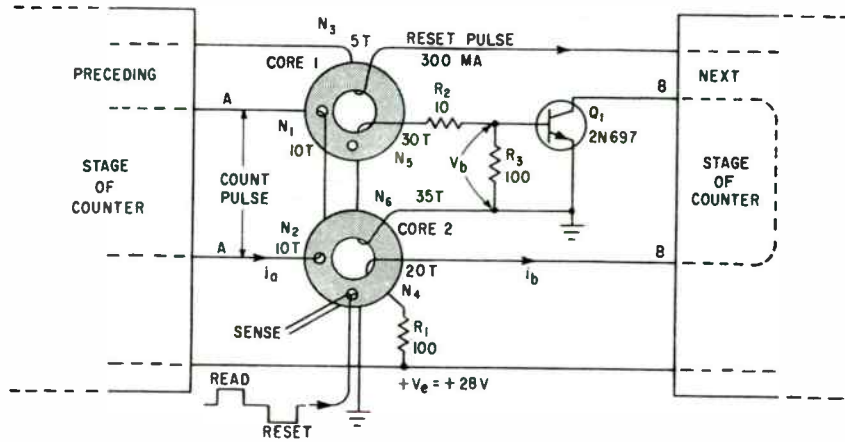 N3
5T
RESET PULSE
300 MA
PRECEDING
CORE 1
NEXT
A
R2
10
Q1
B
N1
10T
30T
2N697
N5
Vb
R3
100
STAGE
OF
COUNTER
COUNT
PULSE
N6
35T
STAGE
OF
COUNTER
N2
10T
CORE 2
A
ia
20T
ib
B
N4
SENSE
R1
100
READ
+Ve = +28V
RESET